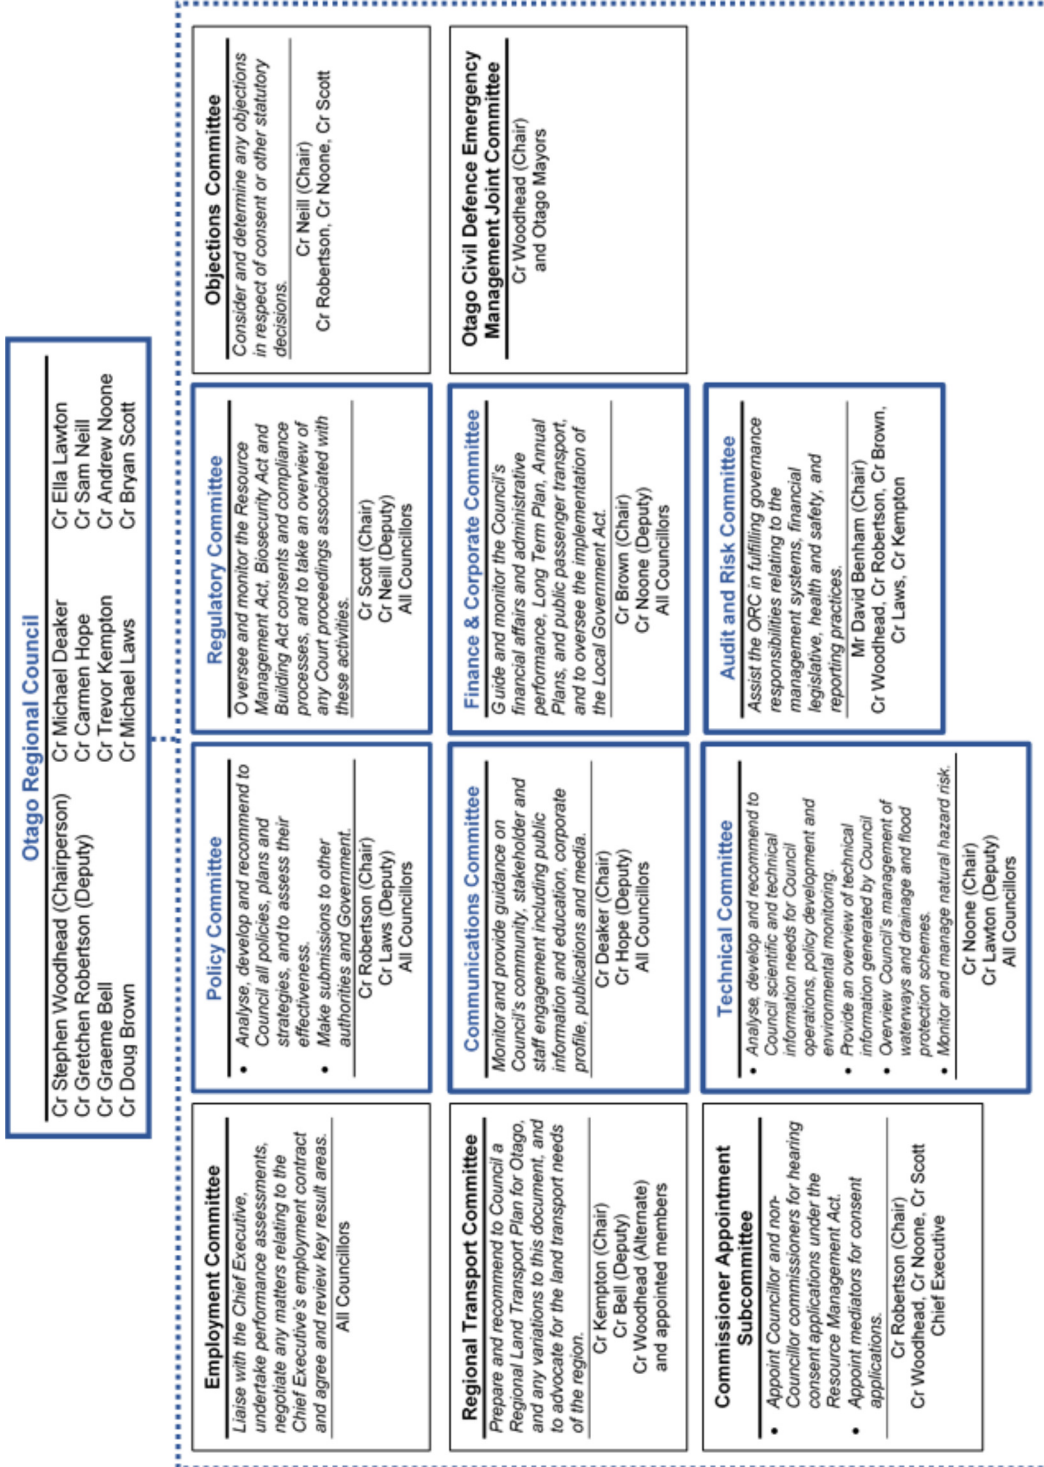 Otago Regional Council
Cr Stephen Woodhead (Chairperson) Cr Michael Deaker Cr Ella Lawton
Cr Gretchen Robertson (Deputy) Cr Carmen Hope Cr Sam Neill
Cr Graeme Bell Cr Trevor Kempton Cr Andrew Noone
Cr Doug Brown Cr Michael Laws Cr Bryan Scott
Employment Committee
Liaise with the Chief Executive,
undertake performance assessments,
negotiate any matters relating to the
Chief Executive's employment contract
and agree and review key result areas.
All Councillors
Policy Committee
• Analyse, develop and recommend to
Council all policies, plans and
strategies, and to assess their
effectiveness.
• Make submissions to other
authorities and Government.
Cr Robertson (Chair)
Cr Laws (Deputy)
All Councillors
Regulatory Committee
Oversee and monitor the Resource
Management Act, Biosecurity Act and
Building Act consents and compliance
processes, and to take an overview of
any Court proceedings associated with
these activities.
Cr Scott (Chair)
Cr Neill (Deputy)
All Councillors
Objections Committee
Consider and determine any objections
in respect of consent or other statutory
decisions.
Cr Neill (Chair)
Cr Robertson, Cr Noone, Cr Scott
Regional Transport Committee
Prepare and recommend to Council a
Regional Land Transport Plan for Otago,
and any variations to this document, and
to advocate for the land transport needs
of the region.
Cr Kempton (Chair)
Cr Bell (Deputy)
Cr Woodhead (Alternate)
and appointed members
Communications Committee
Monitor and provide guidance on
Council's community, stakeholder and
staff engagement including public
information and education, corporate
profile, publications and media.
Cr Deaker (Chair)
Cr Hope (Deputy)
All Councillors
Finance & Corporate Committee
Guide and monitor the Council's
financial affairs and administrative
performance, Long Term Plan, Annual
Plans, and public passenger transport,
and to oversee the implementation of
the Local Government Act.
Cr Brown (Chair)
Cr Noone (Deputy)
All Councillors
Otago Civil Defence Emergency
Management Joint Committee
Cr Woodhead (Chair)
and Otago Mayors
Commissioner Appointment
Subcommittee
• Appoint Councillor and non-
Councillor commissioners for hearing
consent applications under the
Resource Management Act.
• Appoint mediators for consent
applications.
Cr Robertson (Chair)
Cr Woodhead, Cr Noone, Cr Scott
Chief Executive
Technical Committee
• Analyse, develop and recommend to
Council scientific and technical
information needs for Council
operations, policy development and
environmental monitoring.
• Provide an overview of technical
information generated by Council
• Overview Council's management of
waterways and drainage and flood
protection schemes.
• Monitor and manage natural hazard risk.
Cr Noone (Chair)
Cr Lawton (Deputy)
All Councillors
Audit and Risk Committee
Assist the ORC in fulfilling governance
responsibilities relating to the
management systems, financial
legislative, health and safety, and
reporting practices.
Mr David Benham (Chair)
Cr Woodhead, Cr Robertson, Cr Brown,
Cr Laws, Cr Kempton